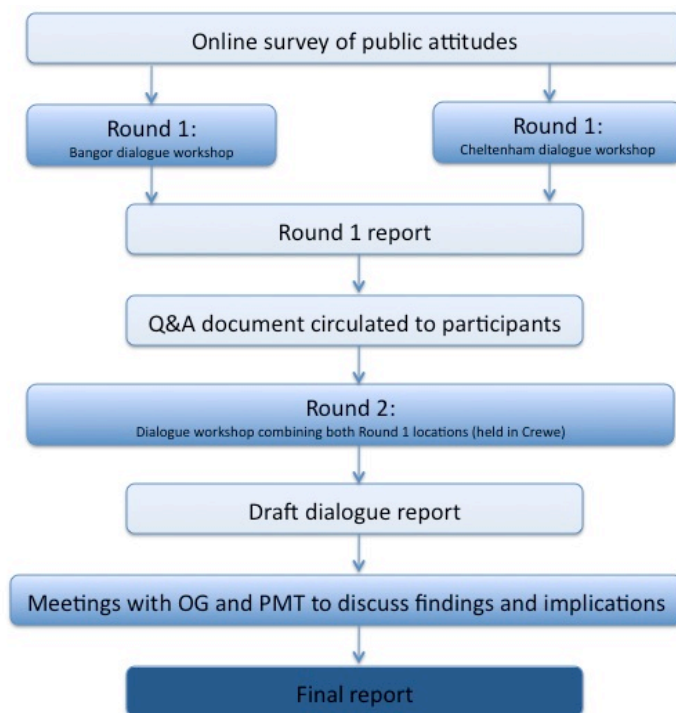 Online survey of public attitudes
Round 1:
Bangor dialogue workshop
Round 1:
Cheltenham dialogue workshop
Round 1 report
Q&A document circulated to participants
Round 2:
Dialogue workshop combining both Round 1 locations (held in Crewe)
Draft dialogue report
Meetings with OG and PMT to discuss findings and implications
Final report